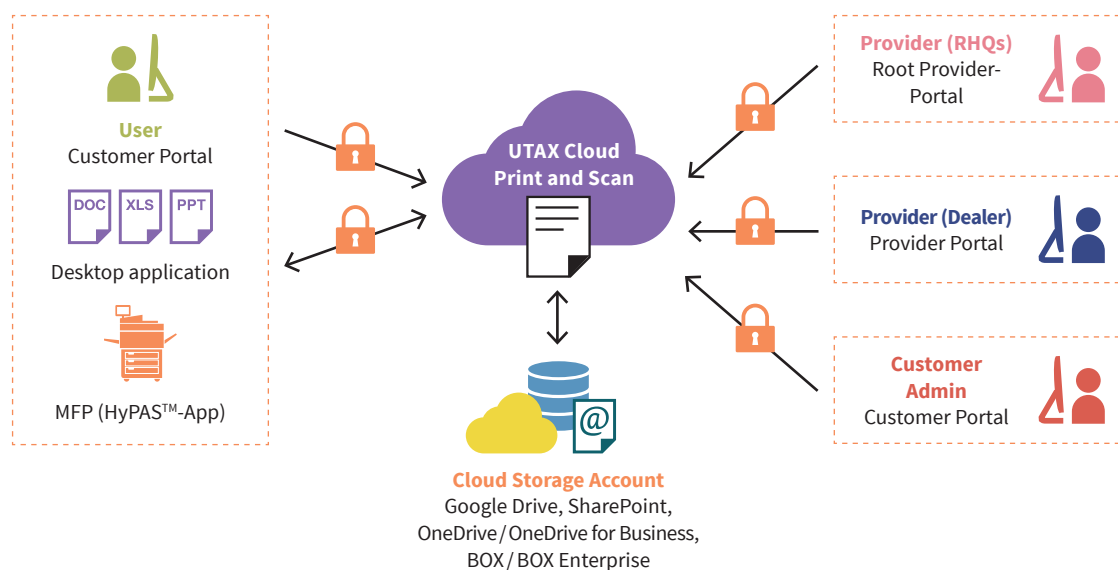 User
Customer Portal
DOC
XLS
PPT
Desktop application
MFP (HyPAS™-App)
UTAX Cloud
Print and Scan
@
Cloud Storage Account
Google Drive, SharePoint,
OneDrive / OneDrive for Business,
BOX / BOX Enterprise
Provider (RHQs)
Root Provider-
Portal
Provider (Dealer)
Provider Portal
Customer
Admin
Customer Portal